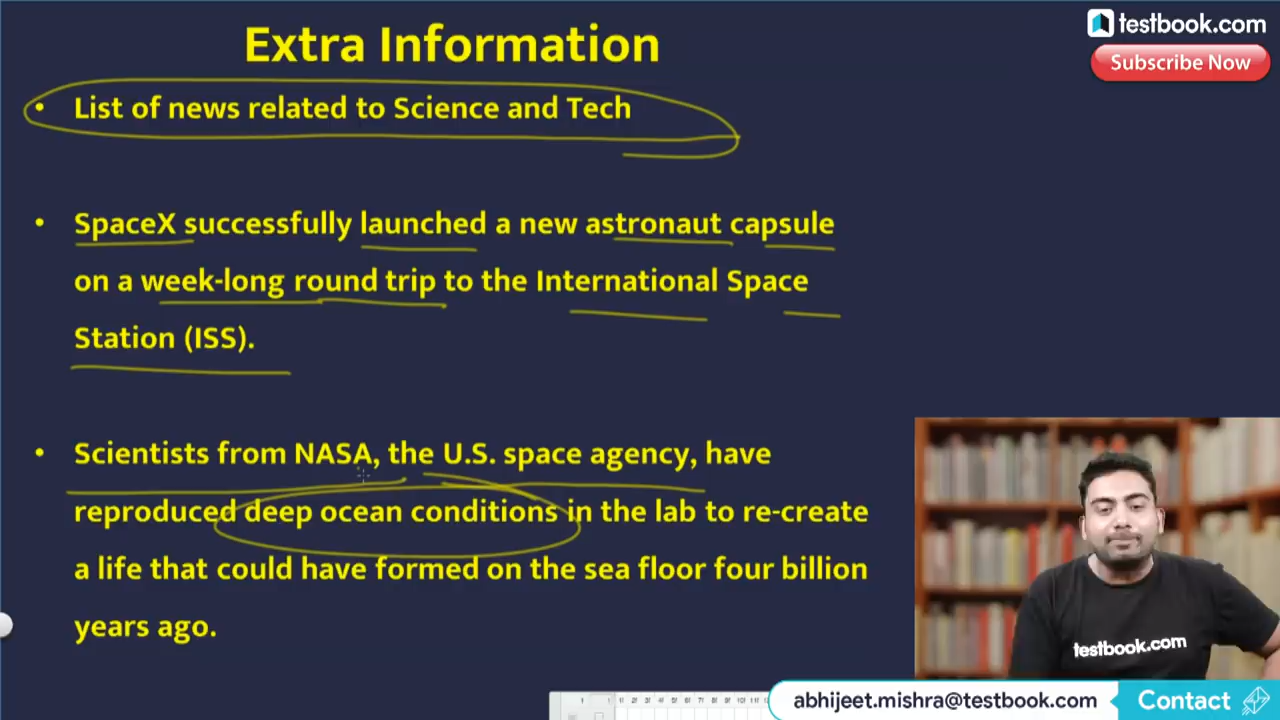 Extra Information
testbook.com
Subscribe Now
• List of news related to Science and Tech
• SpaceX successfully launched a new astronaut capsule
on a week-long round trip to the International Space
Station (ISS).
• Scientists from NASA, the U.S. space agency, have
reproduced deep ocean conditions in the lab to re-create
a life that could have formed on the sea floor four billion
years ago.
testbook.com
abhijeet.mishra@testbook.com
Contact